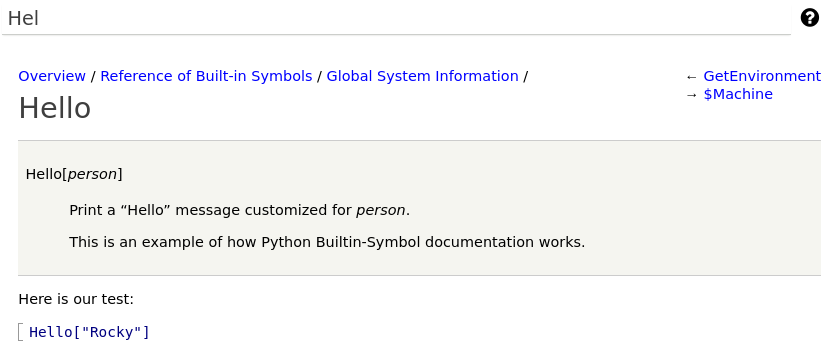 Hel
?
Overview / Reference of Built-in Symbols / Global System Information /
← GetEnvironment
→ $Machine
Hello
Hello[person]
Print a “Hello” message customized for person.
This is an example of how Python Builtin-Symbol documentation works.
Here is our test:
Hello["Rocky"]